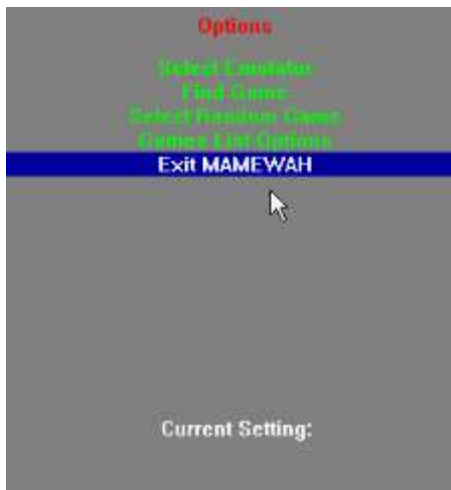 Options
Select Emulator
Find Game
Select Random Game
Games List Options
Exit MAMEWAH
Current Setting: